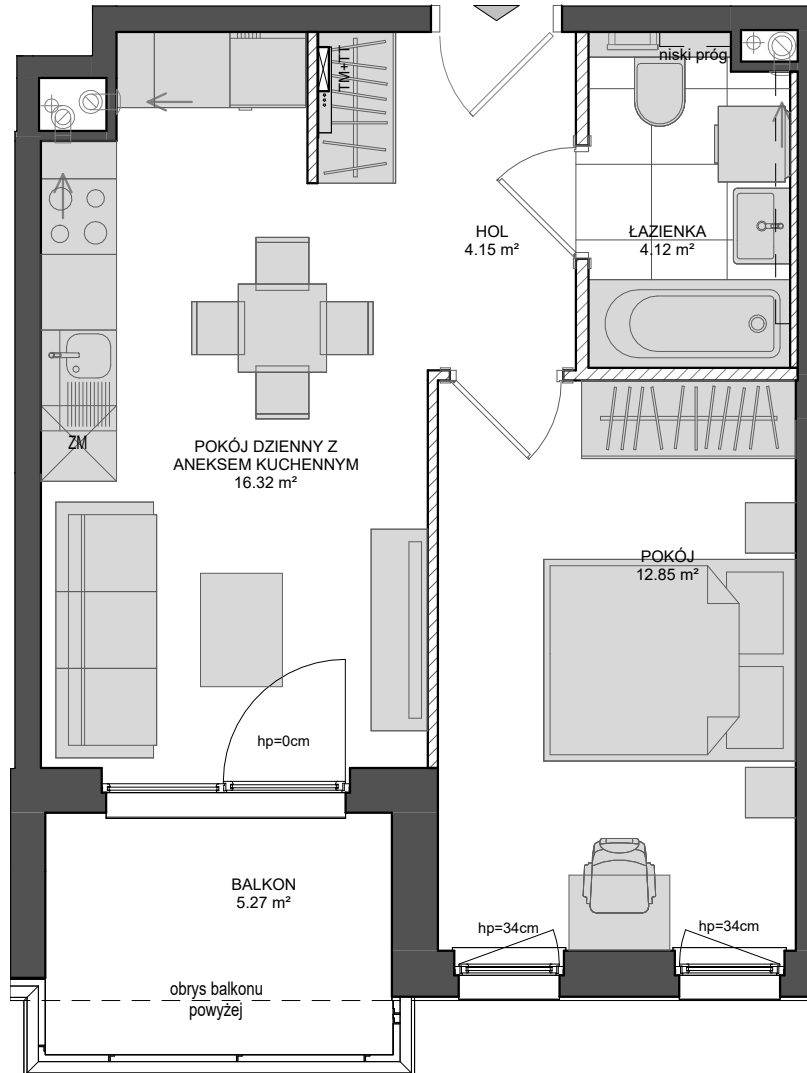 TM+TT
niski próg
HOL
4.15 m²
ŁAZIENKA
4.12 m²
ZM
POKÓJ DZIENNY Z
ANEKSEM KUCHENNYM
16.32 m²
POKÓJ
12.85 m²
hp=0cm
BALKON
5.27 m²
hp=34cm
hp=34cm
obrys balkonu
powyżej